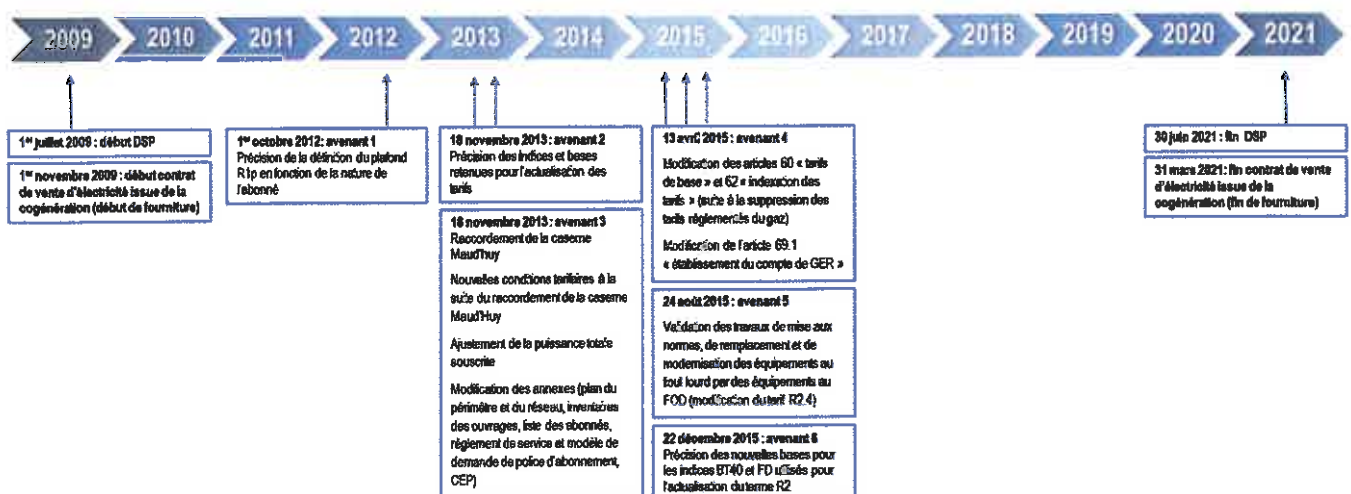 2009 2010 2011 2012 2013 2014 2015 2016 2017 2018 2019 2020 2021
1er juillet 2009 : début DSP
1er novembre 2009 : début contrat
de vente d'électricité issue de la
cogénération (début de fourniture)
1er octobre 2012: avenant 1
Précision de la définition du plafond
R1p en fonction de la nature de
l'abonné
18 novembre 2013 : avenant 2
Précision des indices et bases
retenues pour l'actualisation des
tarifs
18 novembre 2013 : avenant 3
Raccordement de la caserne
Maud'huy
Nouvelles conditions tarifaires à la
suite du raccordement de la caserne
Maud'Huy
Ajustement de la puissance totale
souscrite
Modification des annexes (plan du
périmètre et du réseau, inventaires
des ouvrages, liste des abonnés,
règlement de service et modèle de
demande de police d'abonnement,
CEP)
13 avril 2015 : avenant 4
Modification des articles 60 « tarifs
de base » et 62 « indexation des
tarifs » (suite à la suppression des
tarifs réglementés du gaz)
Modification de l'article 69.1
« établissement du compte de GER »
24 août 2015 : avenant 5
Validation des travaux de mise aux
normes, de remplacement et de
modernisation des équipements au
fioul lourd par des équipements au
FOD (modification du tarif R2.4)
22 décembre 2015 : avenant 6
Précision des nouvelles bases pour
les indices BT40 et FD utilisés pour
l'actualisation du terme R2
30 juin 2021 : fin DSP
31 mars 2021: fin contrat de vente
d'électricité issue de la
cogénération (fin de fourniture)